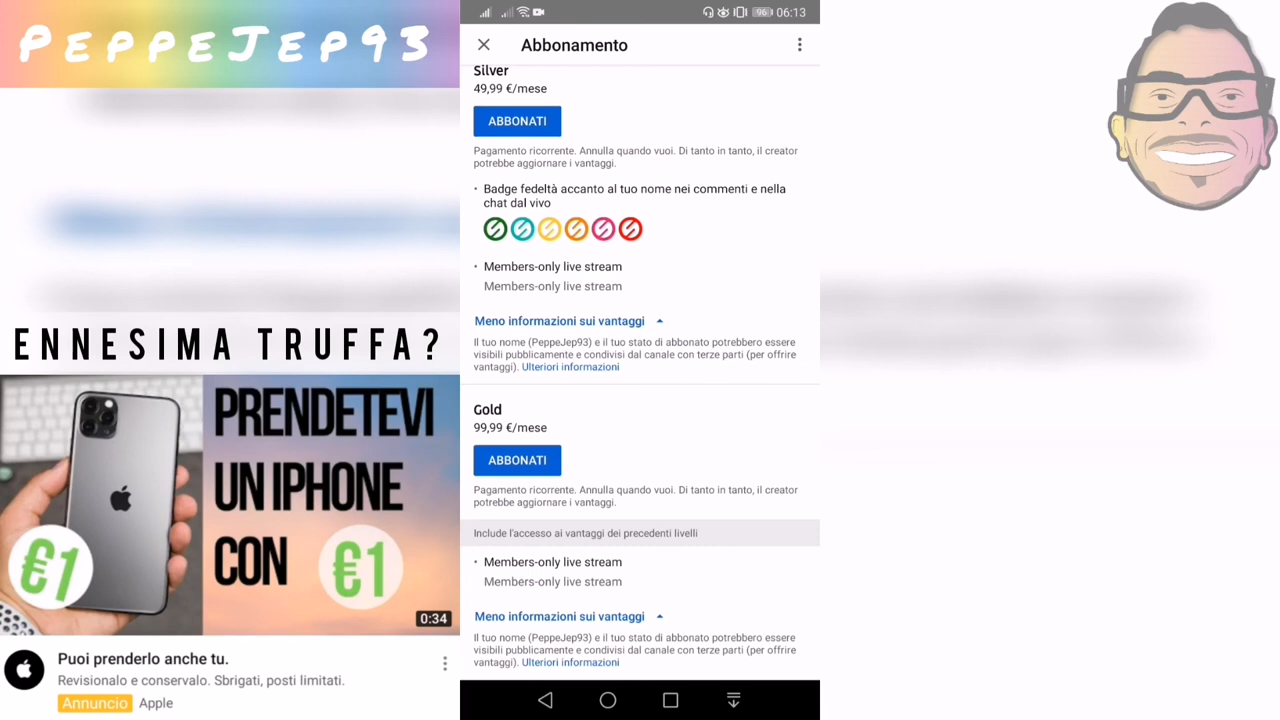 PEPPEJEP93
ENNESIMA TRUFFA?
PRENDETEVI
UN IPHONE
CON €1
€1
0:34
Puoi prenderlo anche tu.
Revisionalo e conservalo. Sbrigati, posti limitati.
Annuncio Apple
96 06:13
Abbonamento
Silver
49,99 €/mese
ABBONATI
Pagamento ricorrente. Annulla quando vuoi. Di tanto in tanto, il creator
potrebbe aggiornare i vantaggi.
• Badge fedeltà accanto al tuo nome nei commenti e nella
chat dal vivo
• Members-only live stream
Members-only live stream
Meno informazioni sui vantaggi
Il tuo nome (PeppeJep93) e il tuo stato di abbonato potrebbero essere
visibili pubblicamente e condivisi dal canale con terze parti (per offrire
vantaggi). Ulteriori informazioni
Gold
99,99 €/mese
ABBONATI
Pagamento ricorrente. Annulla quando vuoi. Di tanto in tanto, il creator
potrebbe aggiornare i vantaggi.
Include l'accesso ai vantaggi dei precedenti livelli
• Members-only live stream
Members-only live stream
Meno informazioni sui vantaggi
Il tuo nome (PeppeJep93) e il tuo stato di abbonato potrebbero essere
visibili pubblicamente e condivisi dal canale con terze parti (per offrire
vantaggi). Ulteriori informazioni